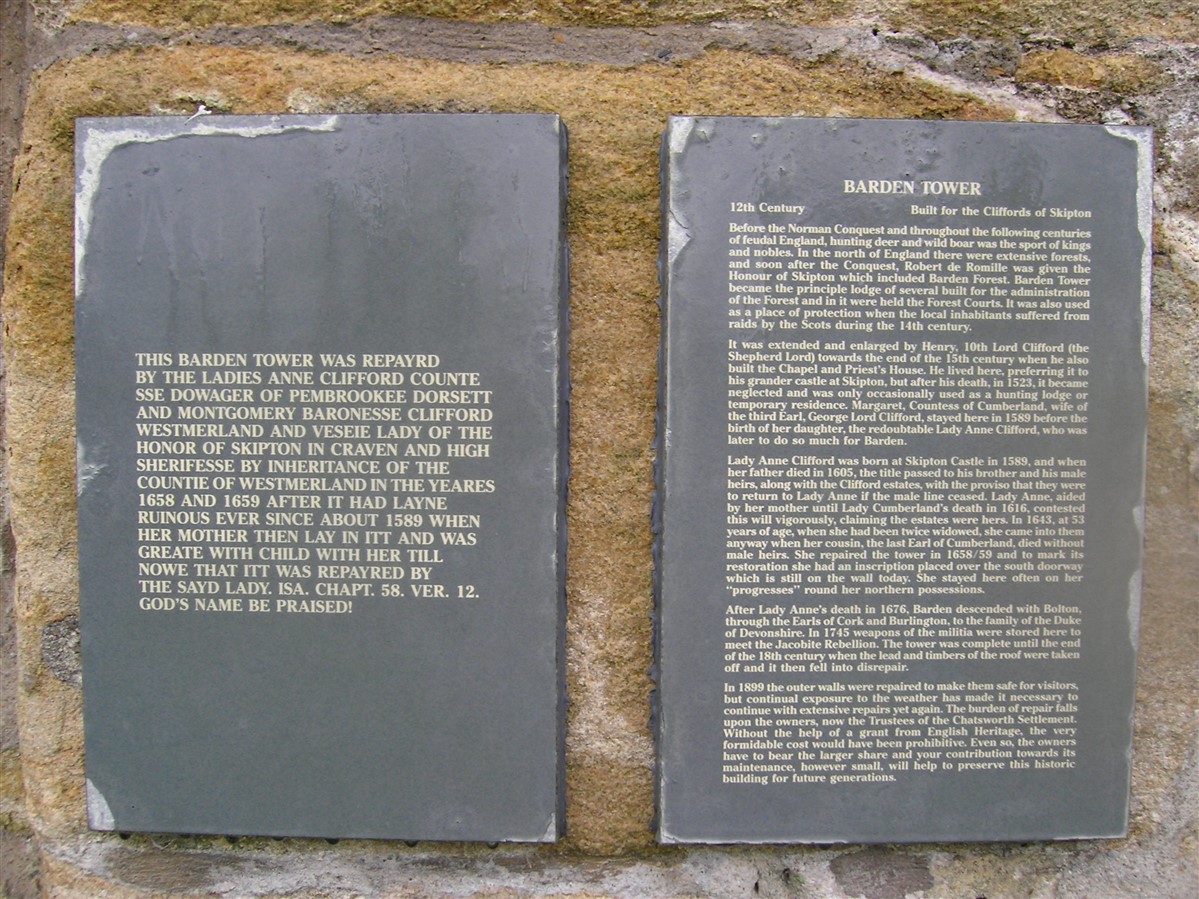 THIS BARDEN TOWER WAS REPAYRD
BY THE LADIES ANNE CLIFFORD COUNTE
SSE DOWAGER OF PEMBROOKEE DORSETT
AND MONTGOMERY BARONESSE CLIFFORD
WESTMERLAND AND VESEIE LADY OF THE
HONOR OF SKIPTON IN CRAVEN AND HIGH
SHERIFESSE BY INHERITANCE OF THE
COUNTIE OF WESTMERLAND IN THE YEARES
1658 AND 1659 AFTER IT HAD LAYNE
RUINOUS EVER SINCE ABOUT 1589 WHEN
HER MOTHER THEN LAY IN ITT AND WAS
GREATE WITH CHILD WITH HER TILL
NOWE THAT ITT WAS REPAYRED BY
THE SAYD LADY. ISA. CHAPT. 58. VER. 12.
GOD'S NAME BE PRAISED!
BARDEN TOWER
12th Century Built for the Cliffords of Skipton
Before the Norman Conquest and throughout the following centuries
of feudal England, hunting deer and wild boar was the sport of kings
and nobles. In the north of England there were extensive forests,
and soon after the Conquest, Robert de Romille was given the
Honour of Skipton which included Barden Forest. Barden Tower
became the principle lodge of several built for the administration
of the Forest and in it were held the Forest Courts. It was also used
as a place of protection when the local inhabitants suffered from
raids by the Scots during the 14th century.
It was extended and enlarged by Henry, 10th Lord Clifford (the
Shepherd Lord) towards the end of the 15th century when he also
built the Chapel and Priest's House. He lived here, preferring it to
his grander castle at Skipton, but after his death, in 1523, it became
neglected and was only occasionally used as a hunting lodge or
temporary residence. Margaret, Countess of Cumberland, wife of
the third Earl, George Lord Clifford, stayed here in 1589 before the
birth of her daughter, the redoubtable Lady Anne Clifford, who was
later to do so much for Barden.
Lady Anne Clifford was born at Skipton Castle in 1589, and when
her father died in 1605, the title passed to his brother and his male
heirs, along with the Clifford estates, with the proviso that they were
to return to Lady Anne if the male line ceased. Lady Anne, aided
by her mother until Lady Cumberland's death in 1616, contested
this will vigorously, claiming the estates were hers. In 1643, at 53
years of age, when she had been twice widowed, she came into them
anyway when her cousin, the last Earl of Cumberland, died without
male heirs. She repaired the tower in 1658/59 and to mark its
restoration she had an inscription placed over the south doorway
which is still on the wall today. She stayed here often on her
"progresses" round her northern possessions.
After Lady Anne's death in 1676, Barden descended with Bolton,
through the Earls of Cork and Burlington, to the family of the Duke
of Devonshire. In 1745 weapons of the militia were stored here to
meet the Jacobite Rebellion. The tower was complete until the end
of the 18th century when the lead and timbers of the roof were taken
off and it then fell into disrepair.
In 1899 the outer walls were repaired to make them safe for visitors,
but continual exposure to the weather has made it necessary to
continue with extensive repairs yet again. The burden of repair falls
upon the owners, now the Trustees of the Chatsworth Settlement.
Without the help of a grant from English Heritage, the very
formidable cost would have been prohibitive. Even so, the owners
have to bear the larger share and your contribution towards its
maintenance, however small, will help to preserve this historic
building for future generations.